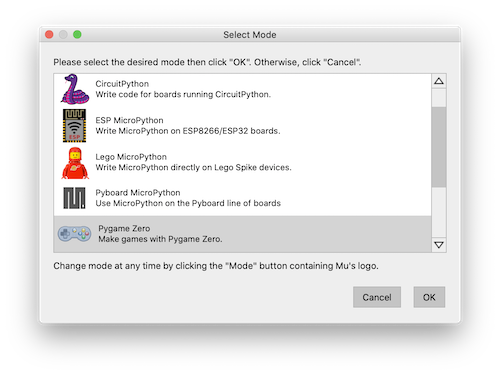 Select Mode
Please select the desired mode then click "OK". Otherwise, click "Cancel".
CircuitPython
Write code for boards running CircuitPython.
ESP MicroPython
Write MicroPython on ESP8266/ESP32 boards.
ESP
Lego MicroPython
Write MicroPython directly on Lego Spike devices.
Pyboard MicroPython
Use MicroPython on the Pyboard line of boards
Pygame Zero
Make games with Pygame Zero.
Change mode at any time by clicking the "Mode" button containing Mu's logo.
Cancel
OK